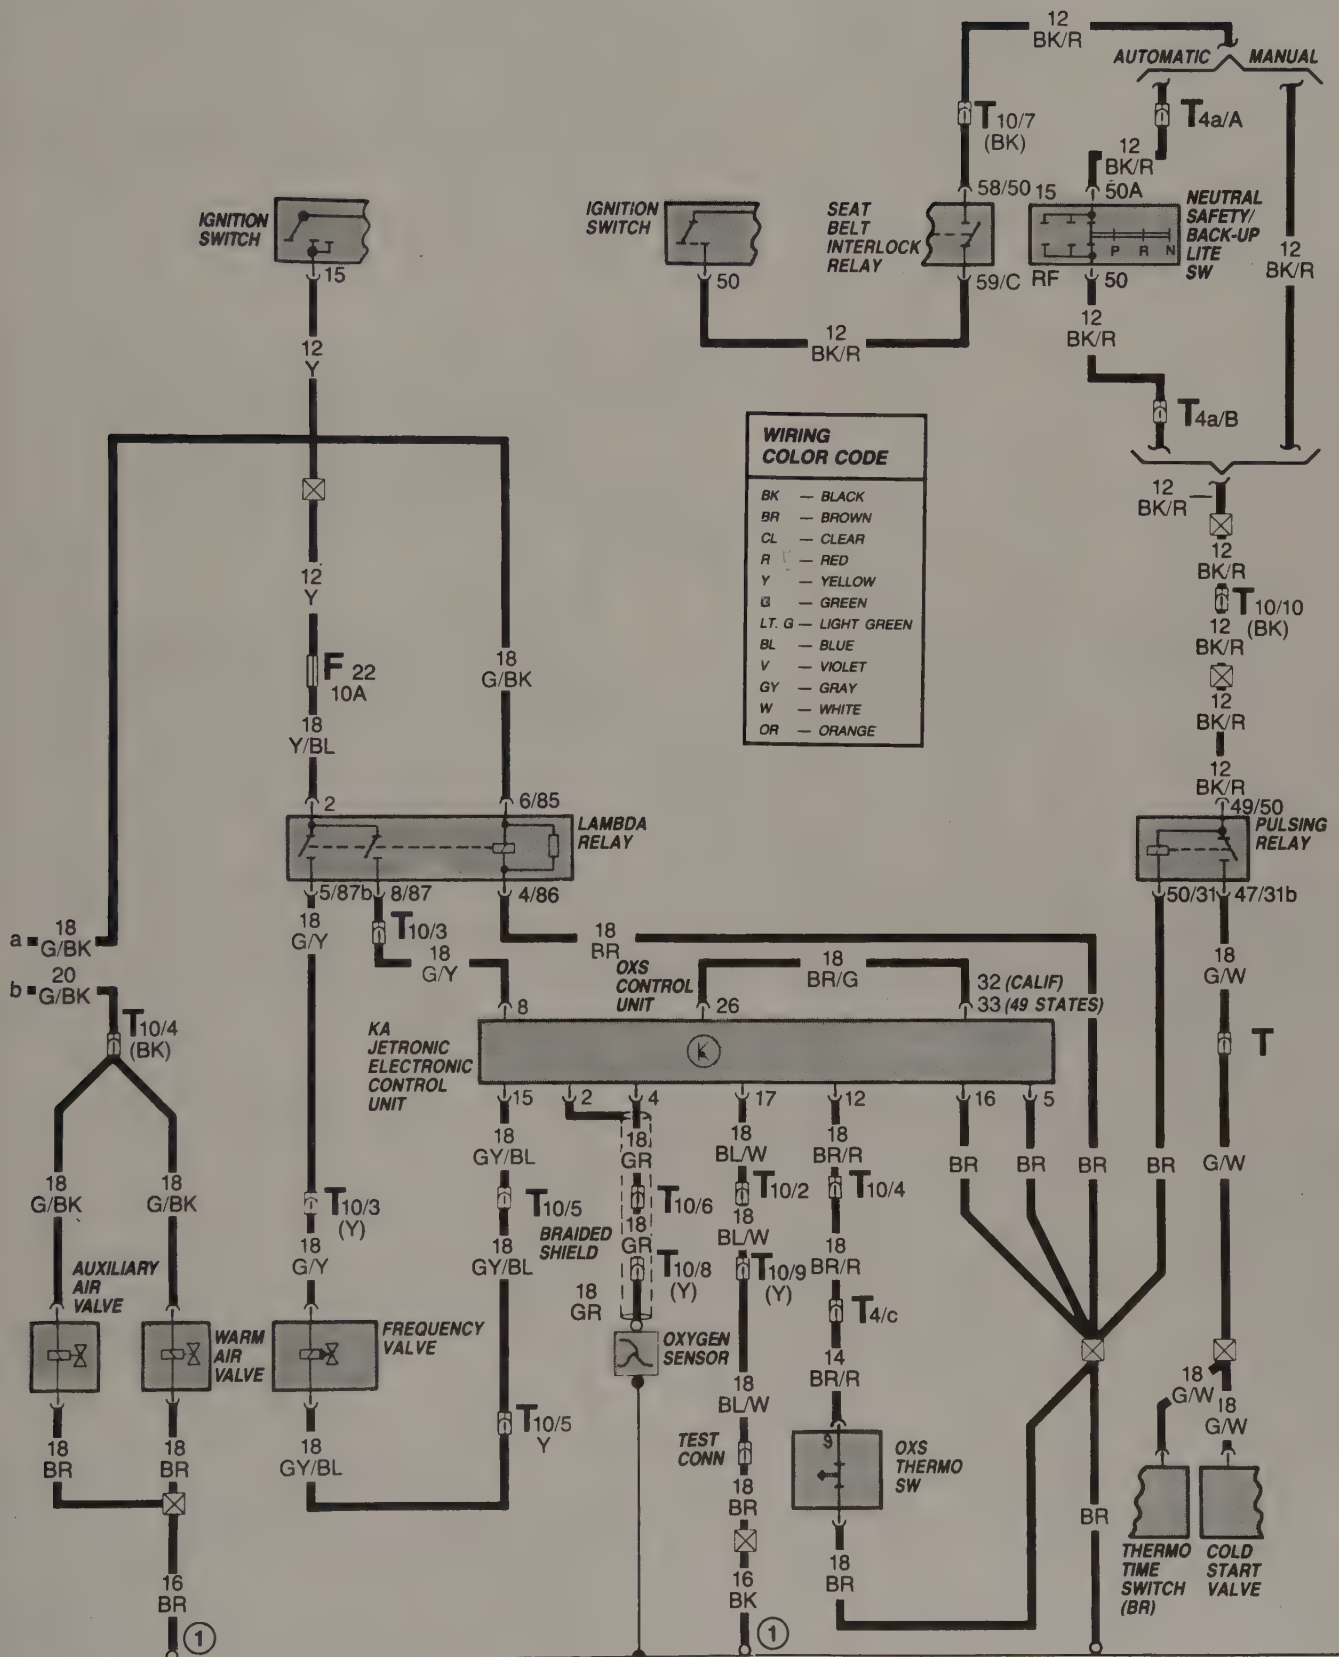 12
BK/R
AUTOMATIC
MANUAL
T10/7
(BK)
T4a/A
12
BK/R
IGNITION
SWITCH
15
IGNITION
SWITCH
50
SEAT
BELT
INTERLOCK
RELAY
58/50
59/C
15
50A
P R N
RF
50
NEUTRAL
SAFETY/
BACK-UP
LITE
SW
12
BK/R
12
Y
12
BK/R
12
BK/R
T4a/B
WIRING
COLOR CODE
BK — BLACK
BR — BROWN
CL — CLEAR
R — RED
Y — YELLOW
G — GREEN
LT. G — LIGHT GREEN
BL — BLUE
V — VIOLET
GY — GRAY
W — WHITE
OR — ORANGE
12
BK/R
12
BK/R
T10/10
(BK)
12
BK/R
12
BK/R
12
BK/R
12
Y
F 22
10A
18
Y/BL
18
G/BK
2
6/85
LAMBDA
RELAY
5/87b
8/87
4/86
49/50
PULSING
RELAY
50/31
47/31b
a
18
G/BK
b
20
G/BK
T10/4
(BK)
18
G/Y
T10/3
18
G/Y
18
BR
OXS
CONTROL
UNIT
18
BR/G
32 (CALIF)
33 (49 STATES)
18
G/W
T
8
26
KA
JETRONIC
ELECTRONIC
CONTROL
UNIT
K
15
2
4
17
12
16
5
18
GY/BL
18
GR
18
BL/W
18
BR/R
BR
BR
BR
BR
G/W
18
G/BK
18
G/BK
T10/3
(Y)
T10/5
T10/6
T10/2
T10/4
BRAIDED
SHIELD
18
GR
18
BL/W
18
G/Y
18
GY/BL
T10/8
(Y)
T10/9
(Y)
18
BR/R
T4/c
18
GR
AUXILIARY
AIR
VALVE
WARM
AIR
VALVE
FREQUENCY
VALVE
OXYGEN
SENSOR
14
BR/R
18
BL/W
18
G/W
18
G/W
T10/5
Y
TEST
CONN
9
OXS
THERMO
SW
18
BR
18
BR
18
GY/BL
18
BR
BR
THERMO
TIME
SWITCH
(BR)
COLD
START
VALVE
16
BR
16
BK
18
BR
1
1